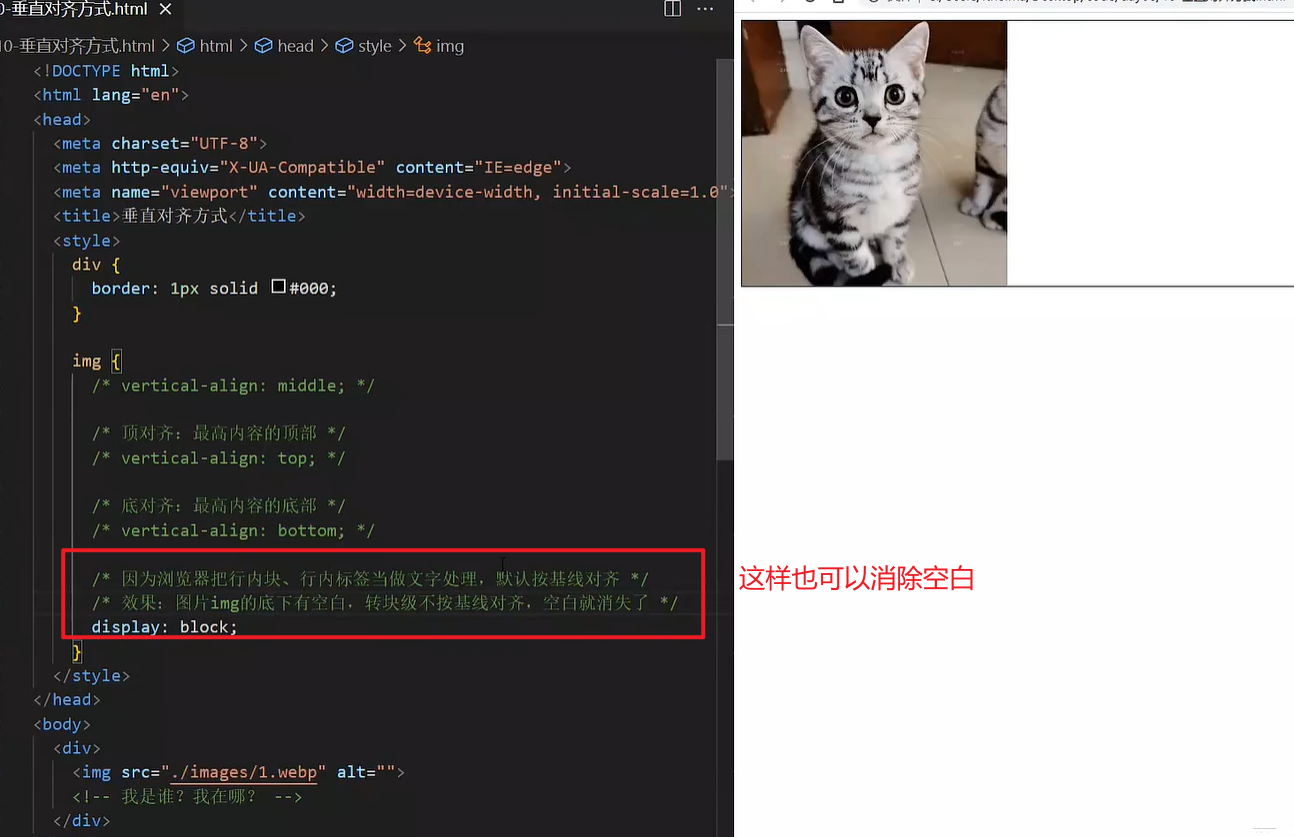 0-垂直对齐方式.html
10-垂直对齐方式.html > html > head > style > img
<!DOCTYPE html>
<html lang="en">
<head>
<meta charset="UTF-8">
<meta http-equiv="X-UA-Compatible" content="IE=edge">
<meta name="viewport" content="width=device-width, initial-scale=1.0">
<title>垂直对齐方式</title>
<style>
div {
border: 1px solid #000;
}
img {
/* vertical-align: middle; */
/* 顶对齐：最高内容的顶部 */
/* vertical-align: top; */
/* 底对齐：最高内容的底部 */
/* vertical-align: bottom; */
/* 因为浏览器把行内块、行内标签当做文字处理，默认按基线对齐 */
/* 效果：图片img的底下有空白，转块级不按基线对齐，空白就消失了 */
display: block;
}
</style>
</head>
<body>
<div>
<img src="./images/1.webp" alt="">
<!-- 我是谁？我在哪？ -->
</div>
这样也可以消除空白